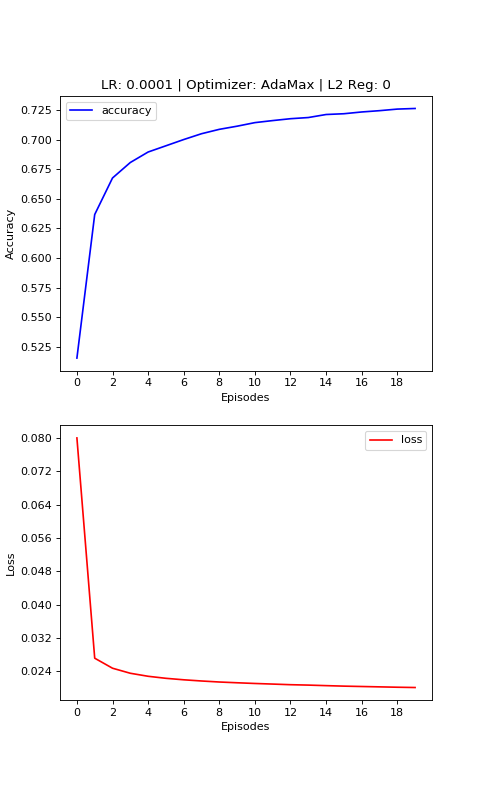 LR: 0.0001 | Optimizer: AdaMax | L2 Reg: 0
accuracy
0.725
0.700
0.675
0.650
0.625
0.600
0.575
0.550
0.525
Accuracy
0 2 4 6 8 10 12 14 16 18
Episodes
loss
0.080
0.072
0.064
0.056
0.048
0.040
0.032
0.024
Loss
0 2 4 6 8 10 12 14 16 18
Episodes